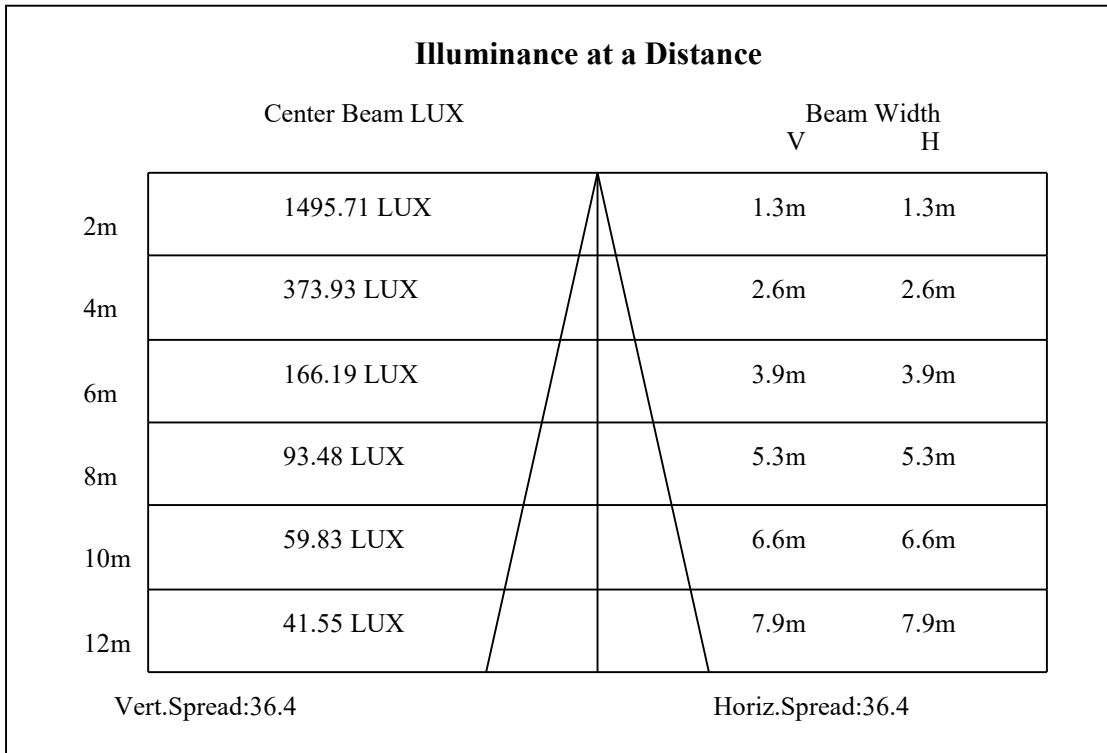 Illuminance at a Distance
Center Beam LUX Beam Width
V H
2m 1495.71 LUX 1.3m 1.3m
4m 373.93 LUX 2.6m 2.6m
6m 166.19 LUX 3.9m 3.9m
8m 93.48 LUX 5.3m 5.3m
10m 59.83 LUX 6.6m 6.6m
12m 41.55 LUX 7.9m 7.9m
Vert.Spread:36.4 Horiz.Spread:36.4